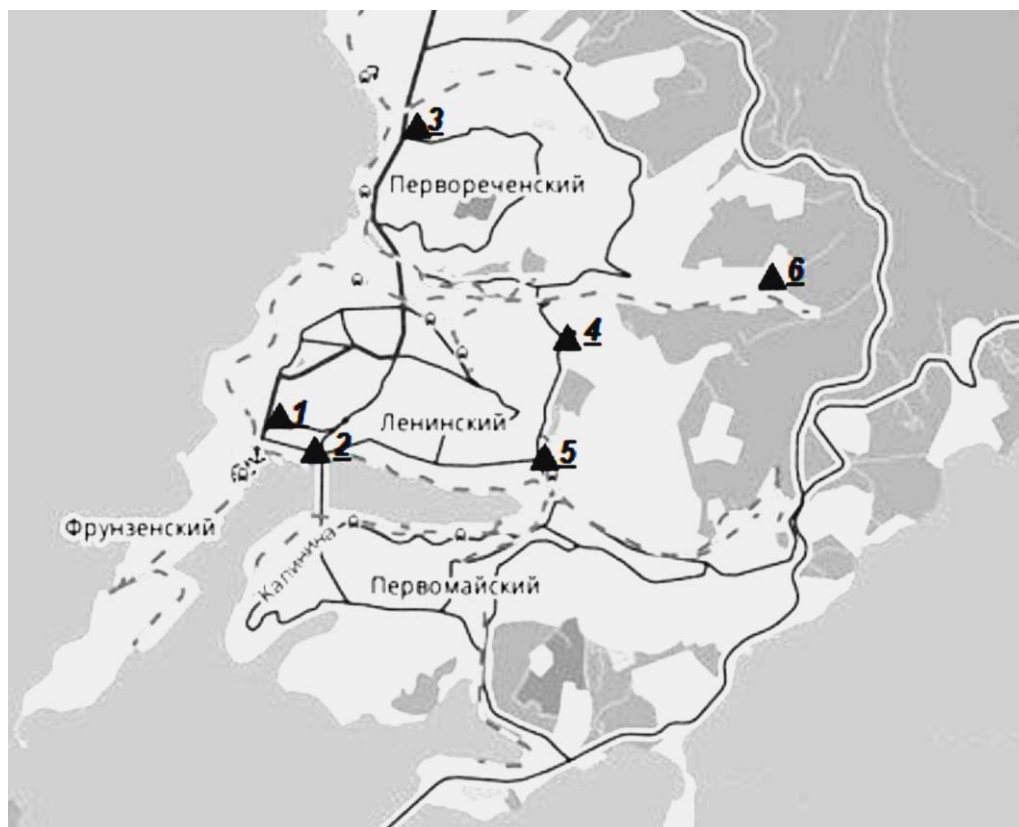 3
Первореченский
6
4
1
Ленинский
2
5
Фрунзенский
Калинина
Первомайский